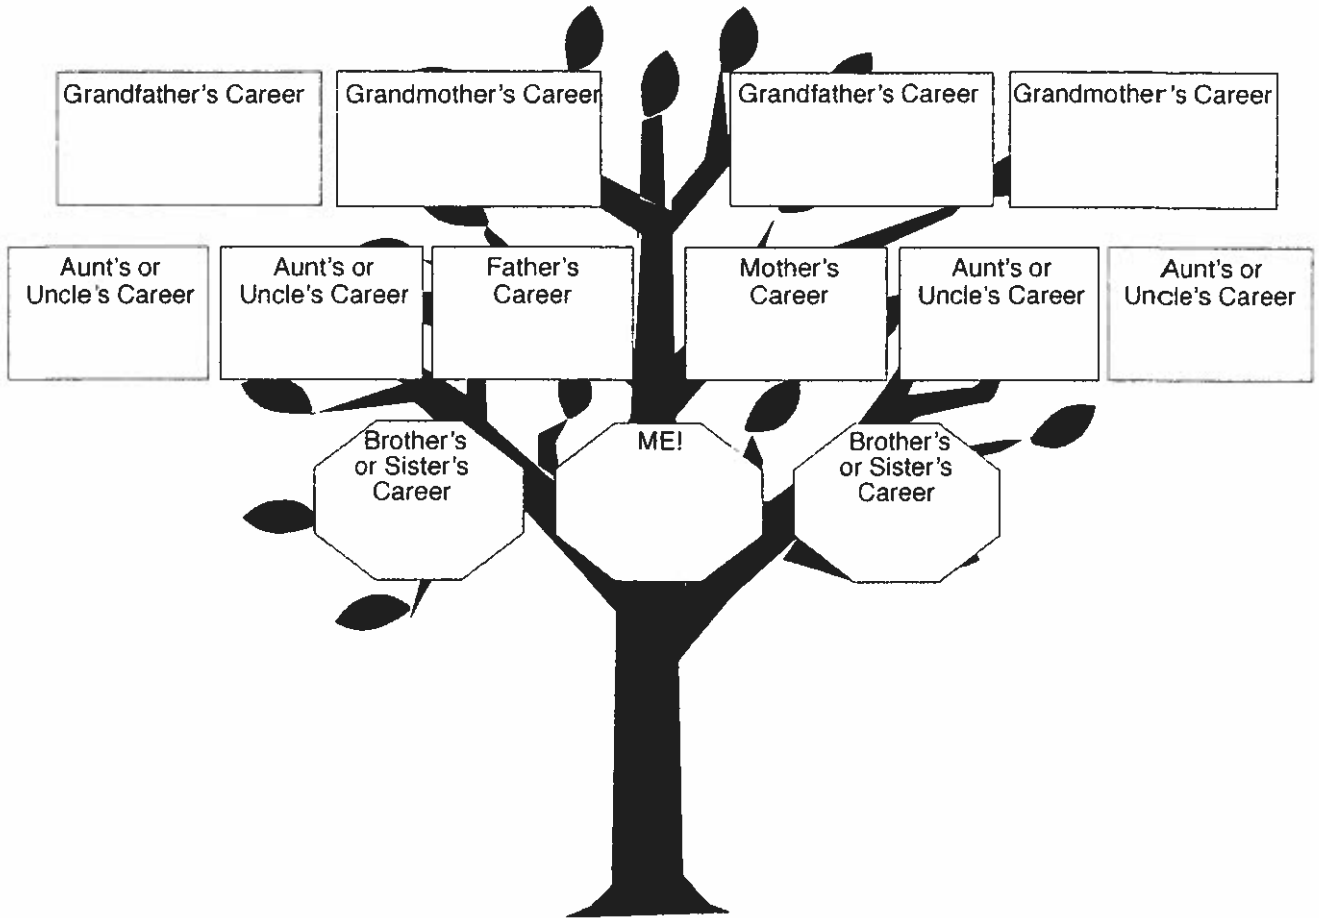 Grandfather's Career
Grandmother's Career
Grandfather's Career
Grandmother's Career
Aunt's or
Uncle's Career
Aunt's or
Uncle's Career
Father's
Career
Mother's
Career
Aunt's or
Uncle's Career
Aunt's or
Uncle's Career
Brother's
or Sister's
Career
ME!
Brother's
or Sister's
Career